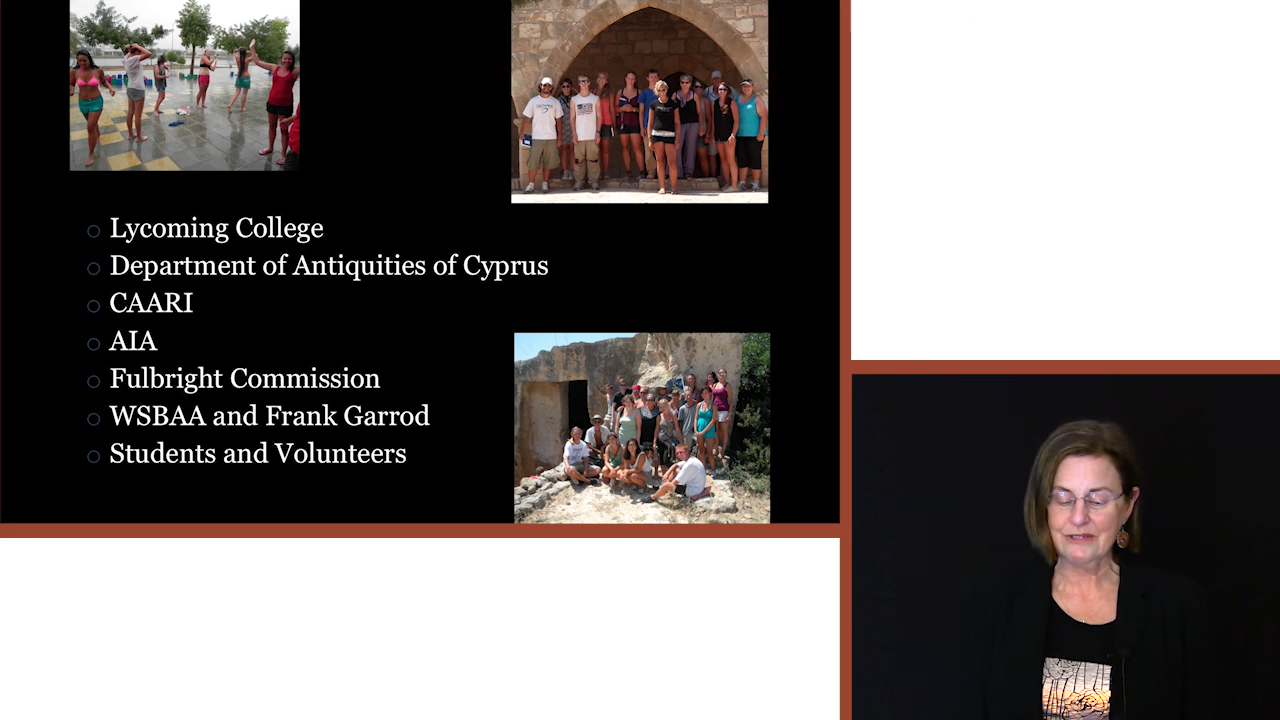 Lycoming College
Department of Antiquities of Cyprus
CAARI
AIA
Fulbright Commission
WSBAA and Frank Garrod
Students and Volunteers